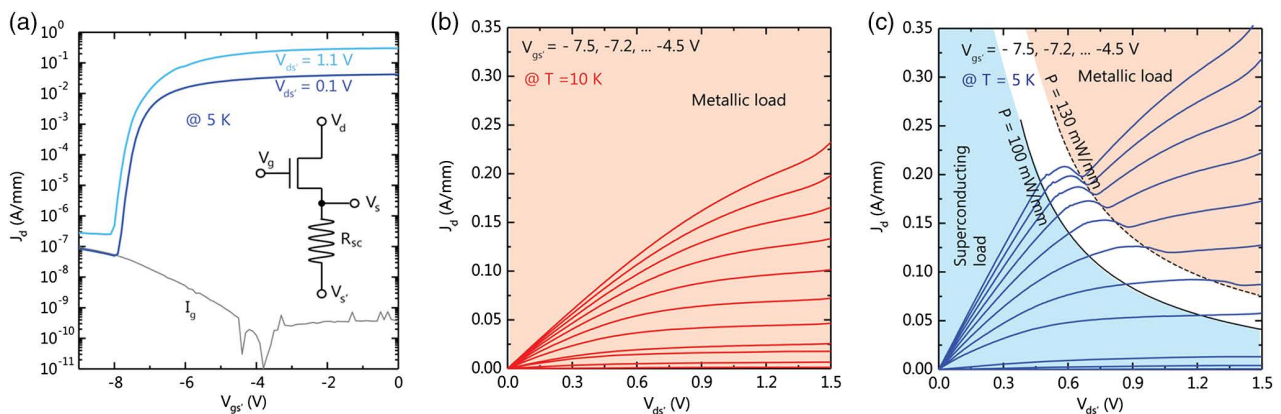 (a)
10⁰
10⁻¹
10⁻²
10⁻³
10⁻⁴
10⁻⁵
10⁻⁶
10⁻⁷
10⁻⁸
10⁻⁹
10⁻¹⁰
10⁻¹¹
J_d (A/mm)
V_ds' = 1.1 V
V_ds' = 0.1 V
@ 5 K
V_d
V_g
V_s
R_sc
V_s'
I_g
-8 -6 -4 -2 0
V_gs' (V)
(b)
0.35
0.30
0.25
0.20
0.15
0.10
0.05
0.00
J_d (A/mm)
V_gs' = - 7.5, -7.2, ... -4.5 V
@ T =10 K
Metallic load
0.0 0.3 0.6 0.9 1.2 1.5
V_ds' (V)
(c)
0.35
0.30
0.25
0.20
0.15
0.10
0.05
0.00
J_d (A/mm)
V_gs' = - 7.5, -7.2, ... -4.5 V
@ T = 5 K
Metallic load
P = 130 mW/mm
P = 100 mW/mm
Superconducting
load
0.0 0.3 0.6 0.9 1.2 1.5
V_ds' (V)